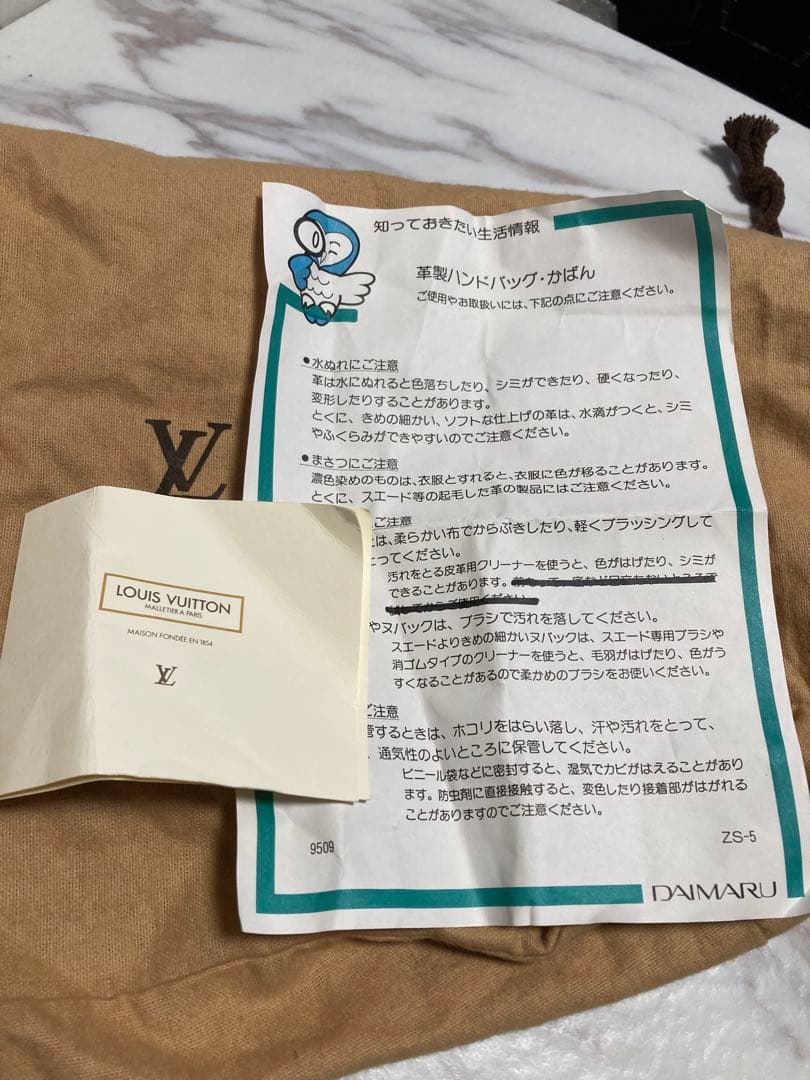 知っておきたい生活情報
革製ハンドバッグ・かばん
ご使用やお取扱いには、下記の点にご注意ください。
●水ぬれにご注意
革は水にぬれると色落ちしたり、シミができたり、硬くなったり、
変形したりすることがあります。
とくに、きめの細かい、ソフトな仕上げの革は、水滴がつくと、シミ
やふくらみができやすいのでご注意ください。
●まさつにご注意
濃色染めのものは、衣服とすれると、衣服に色が移ることがあります。
とくに、スエード等の起毛した革の製品にはご注意ください。
ご注意
は、柔らかい布でからぶきしたり、軽くブラッシングして
とってください。
汚れをとる皮革用クリーナーを使うと、色がはげたり、シミが
できることがあります。
試してからご使用ください。
やヌバックは、ブラシで汚れを落してください。
スエードよりきめの細かいヌバックは、スエード専用ブラシや
消ゴムタイプのクリーナーを使うと、毛羽がはげたり、色がう
すくなることがあるので柔かめのブラシをお使いください。
ご注意
管するときは、ホコリをはらい落し、汗や汚れをとって、
、通気性のよいところに保管してください。
ビニール袋などに密封すると、湿気でカビがはえることがあり
ます。防虫剤に直接接触すると、変色したり接着部がはがれる
ことがありますのでご注意ください。
9509
ZS-5
DAIMARU
LV
LOUIS VUITTON
MALLETIER A PARIS
MAISON FONDÉE EN 1854
LV